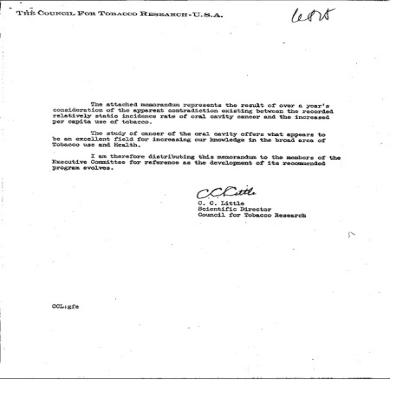 THE COUNCIL FOR TOBACCO RESEARCH-U.S.A.
The attached memorandum represents the result of over a year's
consideration of the apparent contradiction existing between the recorded
relatively static incidence rate of oral cavity cancer and the increased
per capita use of tobacco.
The study of cancer of the oral cavity offers what appears to
be an excellent field for increasing our knowledge in the broad area of
Tobacco use and Health.
I am therefore distributing this memorandum to the members of the
Executive Committee for reference as the development of its recommended
program evolves.
CC Little
C. C. Little
Scientific Director
Council for Tobacco Research
CCL:gfe